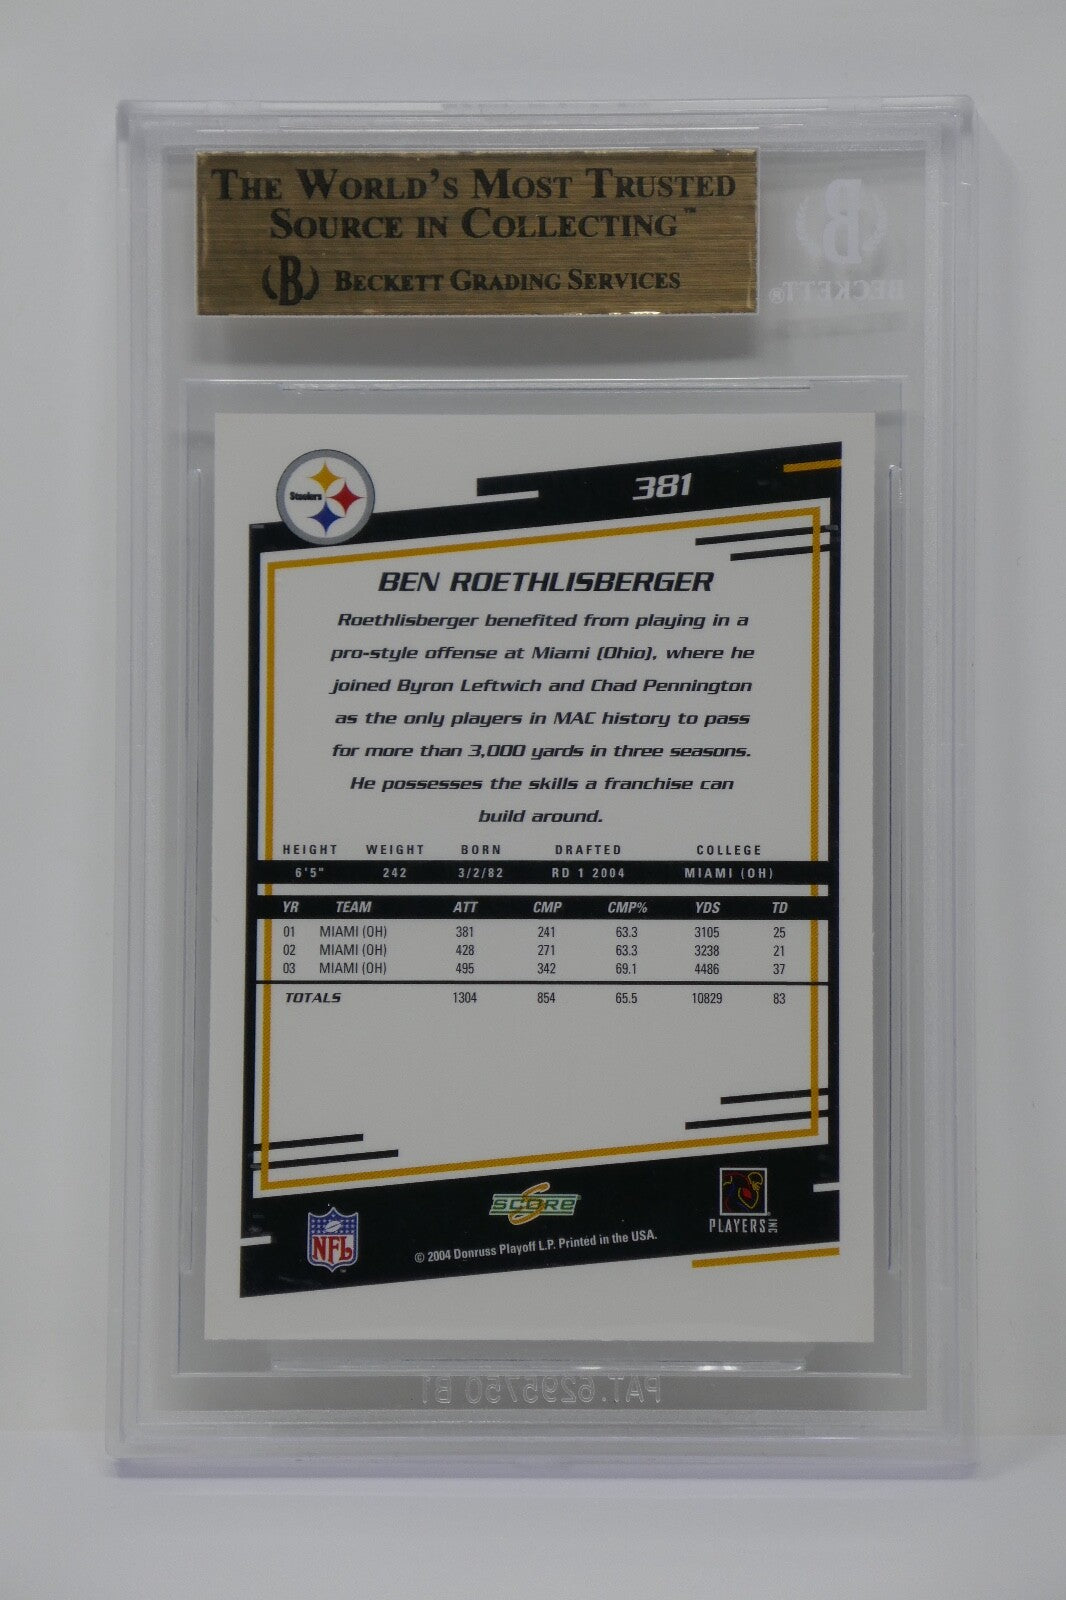 THE WORLD'S MOST TRUSTED
SOURCE IN COLLECTING™
B BECKETT GRADING SERVICES
B
BECKETT®
Steelers
381
BEN ROETHLISBERGER
Roethlisberger benefited from playing in a
pro-style offense at Miami (Ohio), where he
joined Byron Leftwich and Chad Pennington
as the only players in MAC history to pass
for more than 3,000 yards in three seasons.
He possesses the skills a franchise can
build around.
HEIGHT WEIGHT BORN DRAFTED COLLEGE
6'5" 242 3/2/82 RD 1 2004 MIAMI (OH)
YR TEAM ATT CMP CMP% YDS TD
01 MIAMI (OH) 381 241 63.3 3105 25
02 MIAMI (OH) 428 271 63.3 3238 21
03 MIAMI (OH) 495 342 69.1 4486 37
TOTALS 1304 854 65.5 10829 83
NFL
SCORE
PLAYERS INC
© 2004 Donruss Playoff L.P. Printed in the USA.
PAT. 6295750 B1